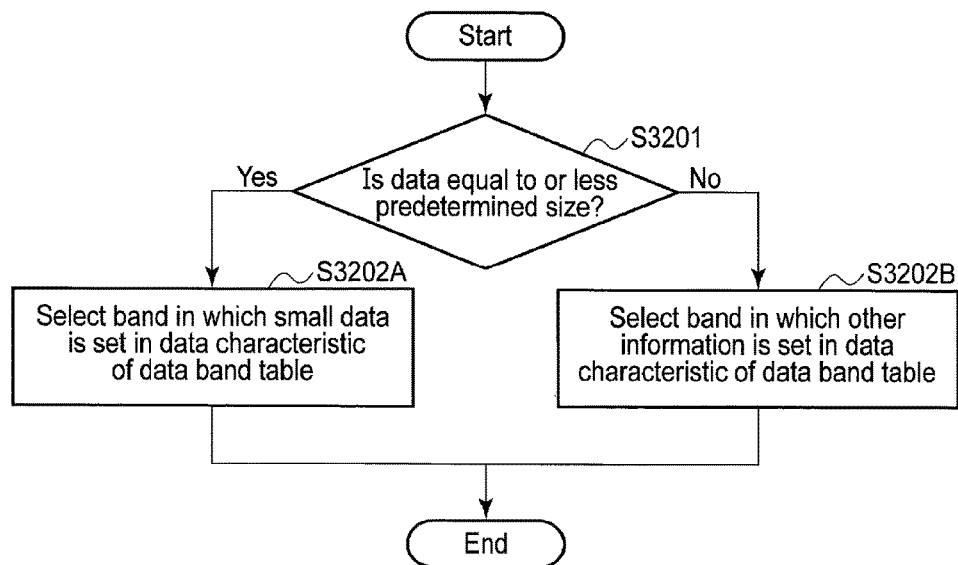 Start
S3201
Yes
Is data equal to or less
predetermined size?
No
S3202A
Select band in which small data
is set in data characteristic
of data band table
S3202B
Select band in which other
information is set in data
characteristic of data band table
End